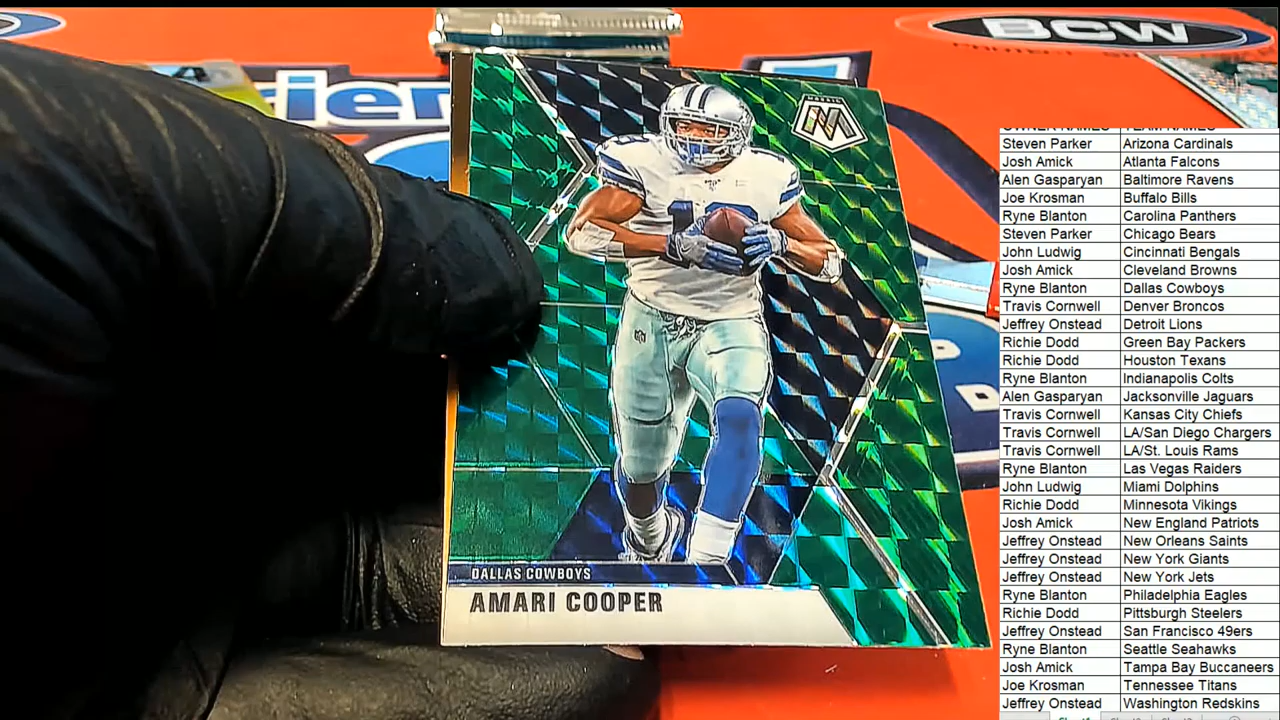 BCW
rien
MOSAIC
M
19
DALLAS COWBOYS
AMARI COOPER
OWNER NAMES TEAM NAMES
Steven Parker Arizona Cardinals
Josh Amick Atlanta Falcons
Alen Gasparyan Baltimore Ravens
Joe Krosman Buffalo Bills
Ryne Blanton Carolina Panthers
Steven Parker Chicago Bears
John Ludwig Cincinnati Bengals
Josh Amick Cleveland Browns
Ryne Blanton Dallas Cowboys
Travis Cornwell Denver Broncos
Jeffrey Onstead Detroit Lions
Richie Dodd Green Bay Packers
Richie Dodd Houston Texans
Ryne Blanton Indianapolis Colts
Alen Gasparyan Jacksonville Jaguars
Travis Cornwell Kansas City Chiefs
Travis Cornwell LA/San Diego Chargers
Travis Cornwell LA/St. Louis Rams
Ryne Blanton Las Vegas Raiders
John Ludwig Miami Dolphins
Richie Dodd Minnesota Vikings
Josh Amick New England Patriots
Jeffrey Onstead New Orleans Saints
Jeffrey Onstead New York Giants
Jeffrey Onstead New York Jets
Ryne Blanton Philadelphia Eagles
Richie Dodd Pittsburgh Steelers
Jeffrey Onstead San Francisco 49ers
Ryne Blanton Seattle Seahawks
Josh Amick Tampa Bay Buccaneers
Joe Krosman Tennessee Titans
Jeffrey Onstead Washington Redskins